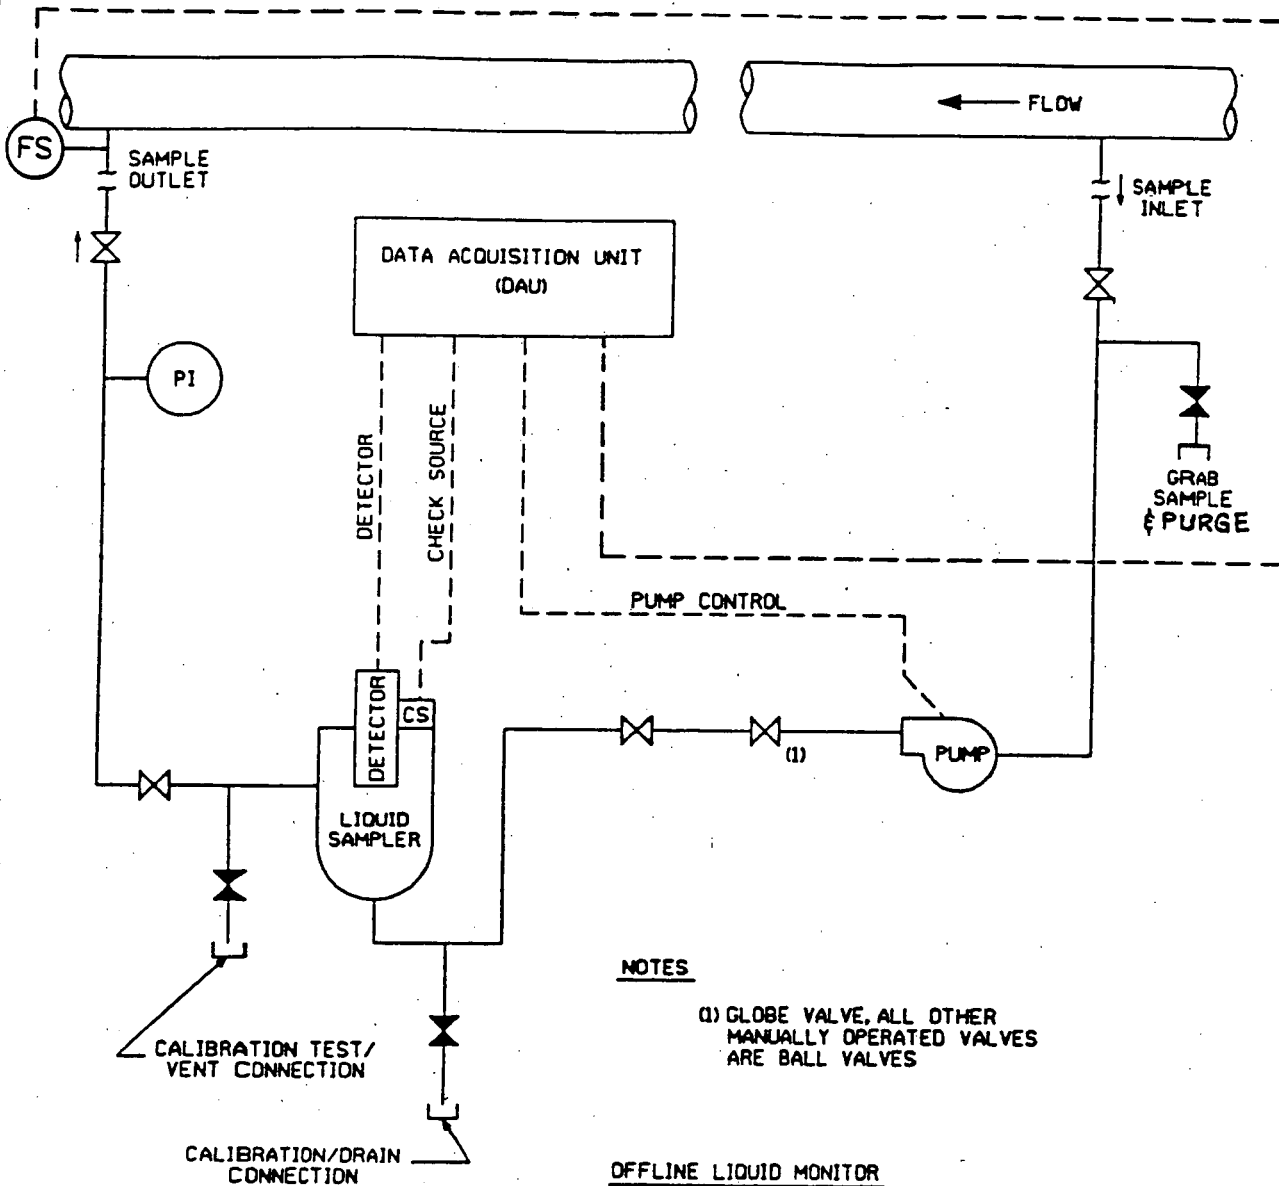 FLOW
FS
SAMPLE
OUTLET
SAMPLE
INLET
DATA ACQUISITION UNIT
(DAU)
PI
DETECTOR
CHECK SOURCE
GRAB
SAMPLE
& PURGE
PUMP CONTROL
DETECTOR
CS
PUMP
(1)
LIQUID
SAMPLER
NOTES
(1) GLOBE VALVE, ALL OTHER
MANUALLY OPERATED VALVES
ARE BALL VALVES
CALIBRATION TEST/
VENT CONNECTION
CALIBRATION/DRAIN
CONNECTION
OFFLINE LIQUID MONITOR